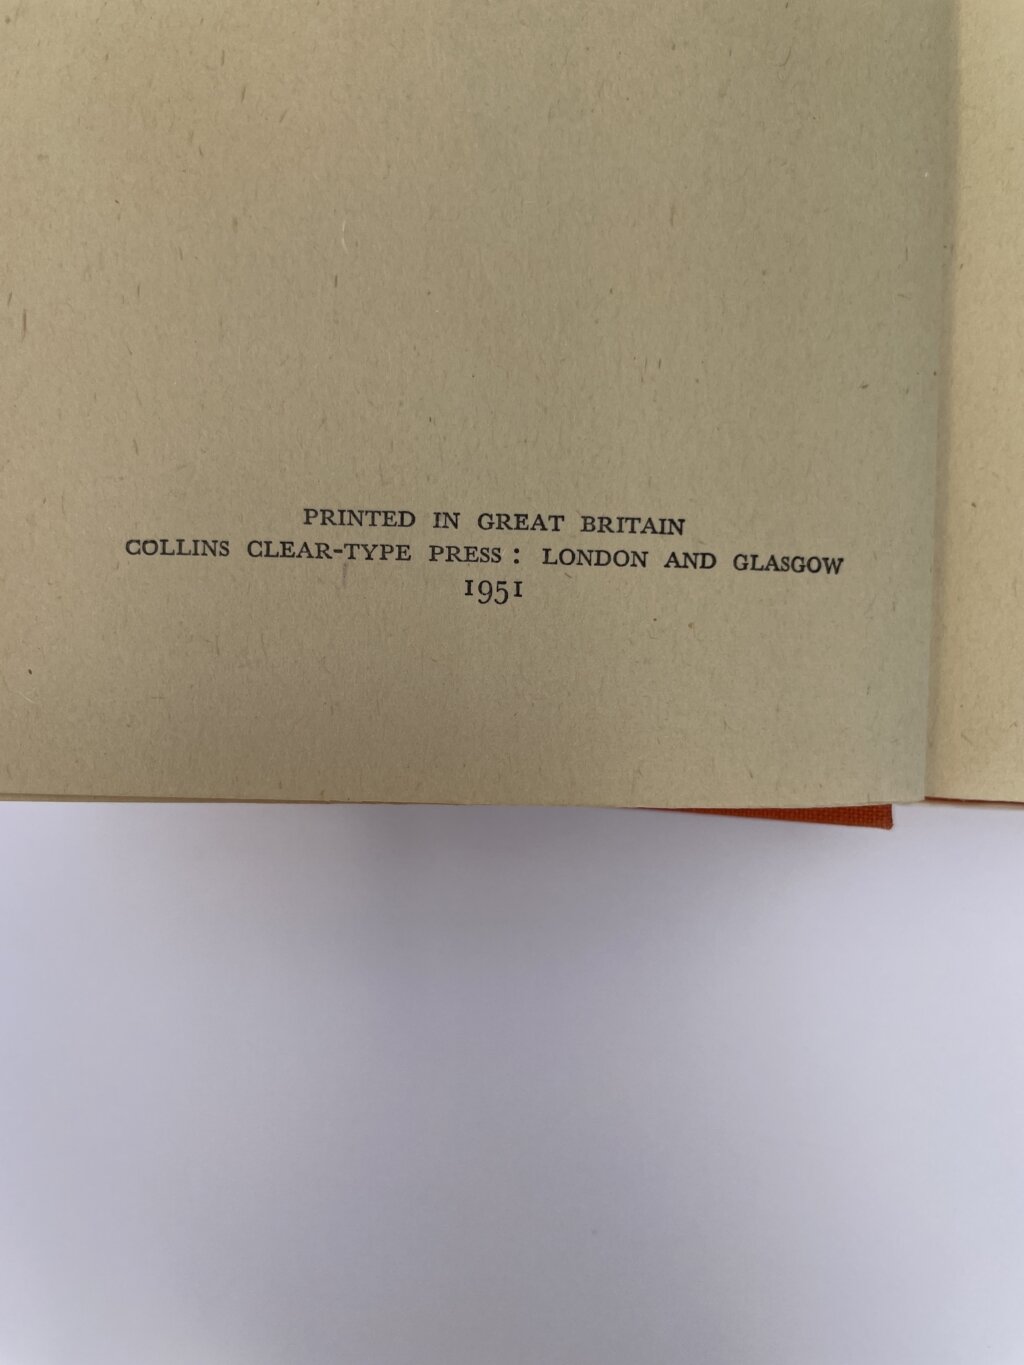 PRINTED IN GREAT BRITAIN
COLLINS CLEAR-TYPE PRESS : LONDON AND GLASGOW
1951